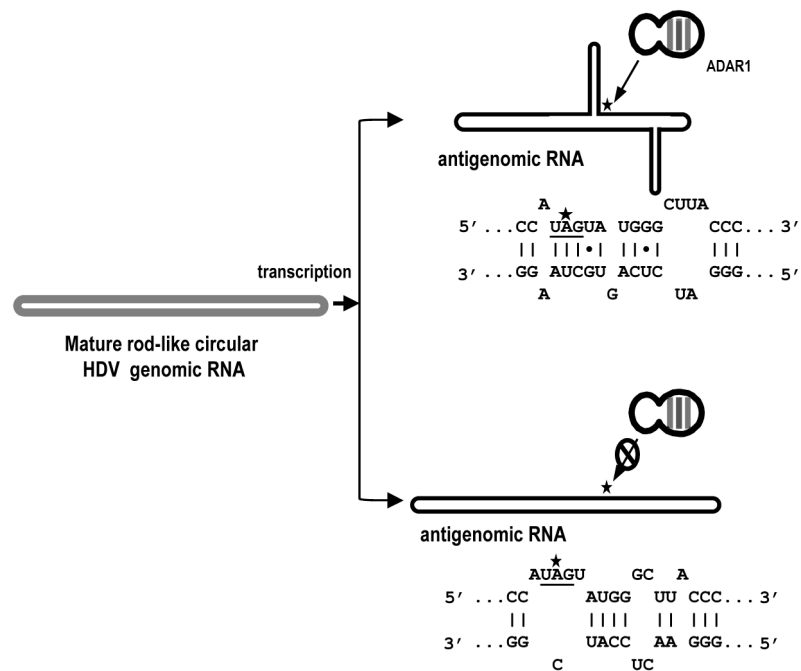 ADAR1
antigenomic RNA
A CUUA
5′ ...CC UAGUA UGGG CCC... 3′
3′ ...GG AUCGU ACUC GGG... 5′
A G UA
transcription
Mature rod-like circular
HDV genomic RNA
antigenomic RNA
AUAGU GC A
5′ ...CC AUGG UU CCC... 3′
3′ ...GG UACC AA GGG... 5′
C UC